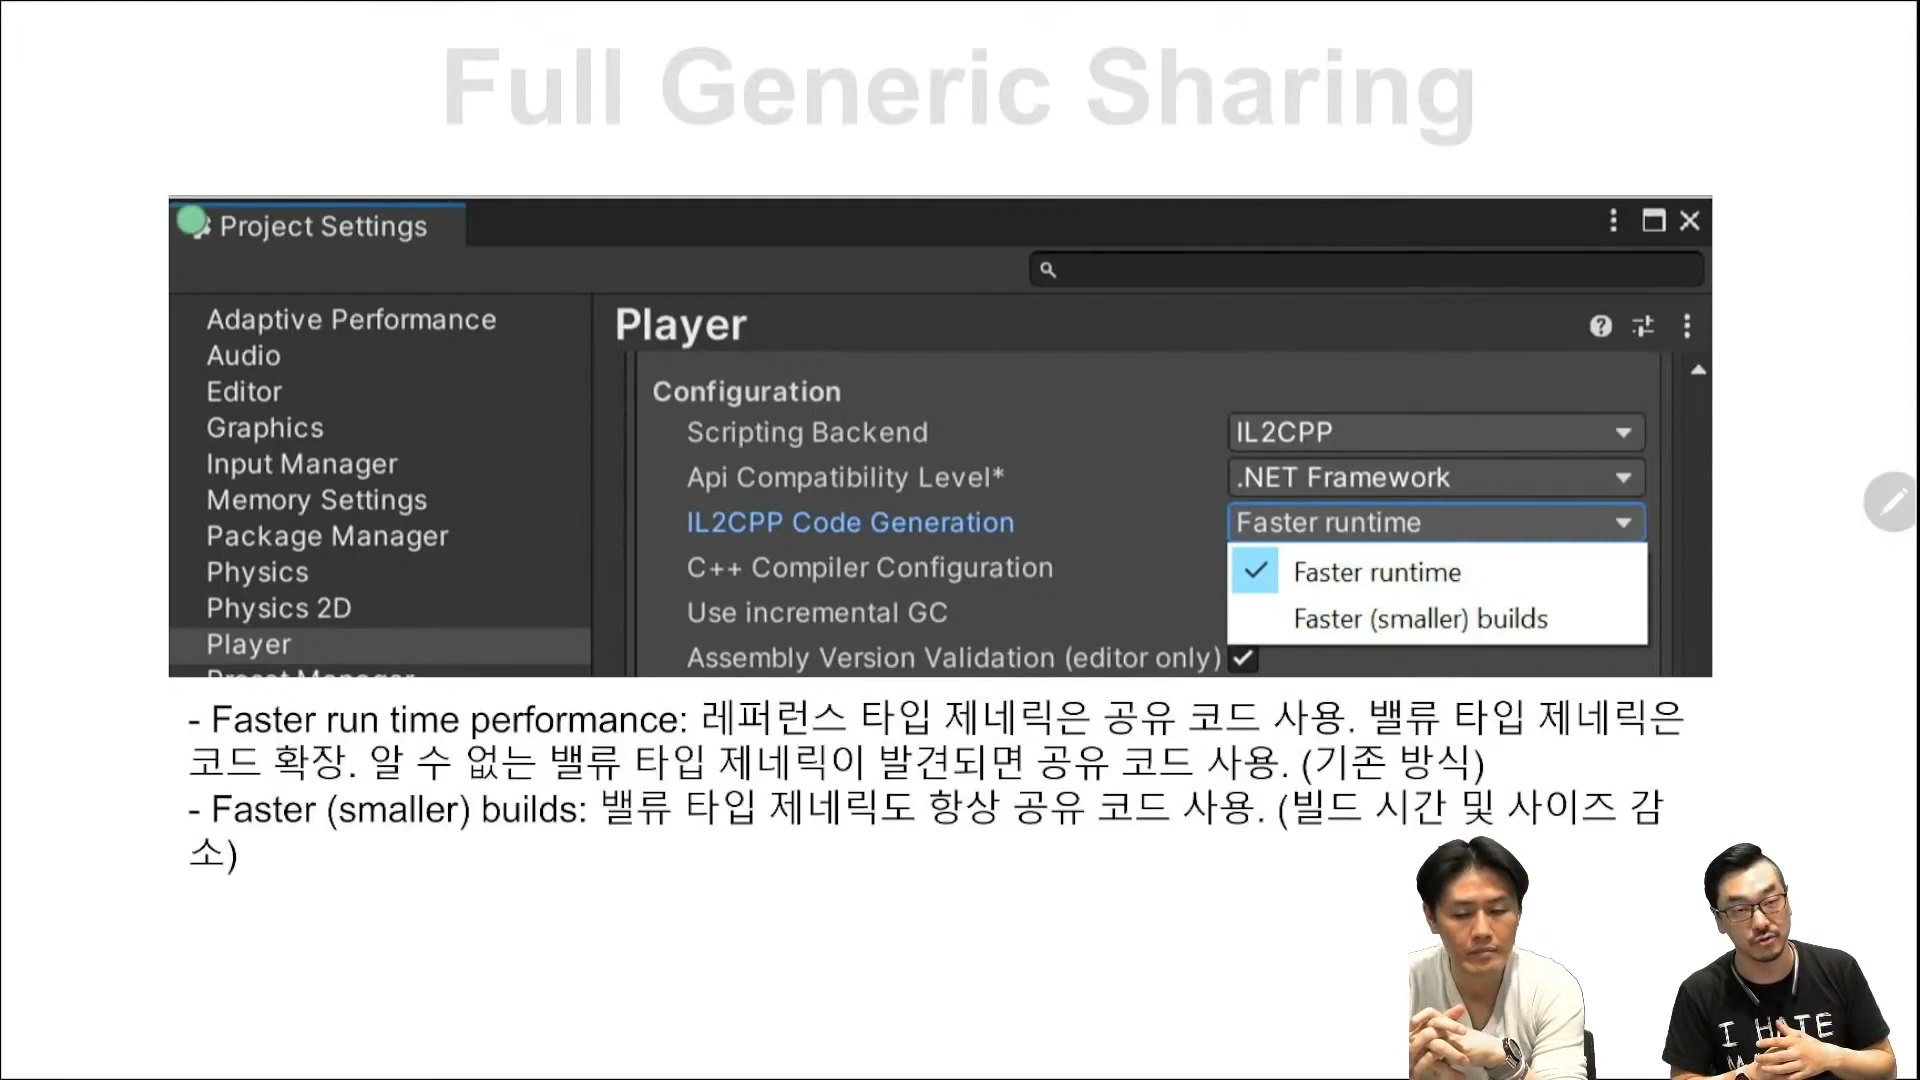 Full Generic Sharing
Project Settings
Adaptive Performance
Audio
Editor
Graphics
Input Manager
Memory Settings
Package Manager
Physics
Physics 2D
Player
Preset Manager
Player
Configuration
Scripting Backend
IL2CPP
Api Compatibility Level*
.NET Framework
IL2CPP Code Generation
Faster runtime
C++ Compiler Configuration
Faster runtime
Use incremental GC
Faster (smaller) builds
Assembly Version Validation (editor only)
- Faster run time performance: 레퍼런스 타입 제네릭은 공유 코드 사용. 밸류 타입 제네릭은
코드 확장. 알 수 없는 밸류 타입 제네릭이 발견되면 공유 코드 사용. (기존 방식)
- Faster (smaller) builds: 밸류 타입 제네릭도 항상 공유 코드 사용. (빌드 시간 및 사이즈 감
소)
I HATE